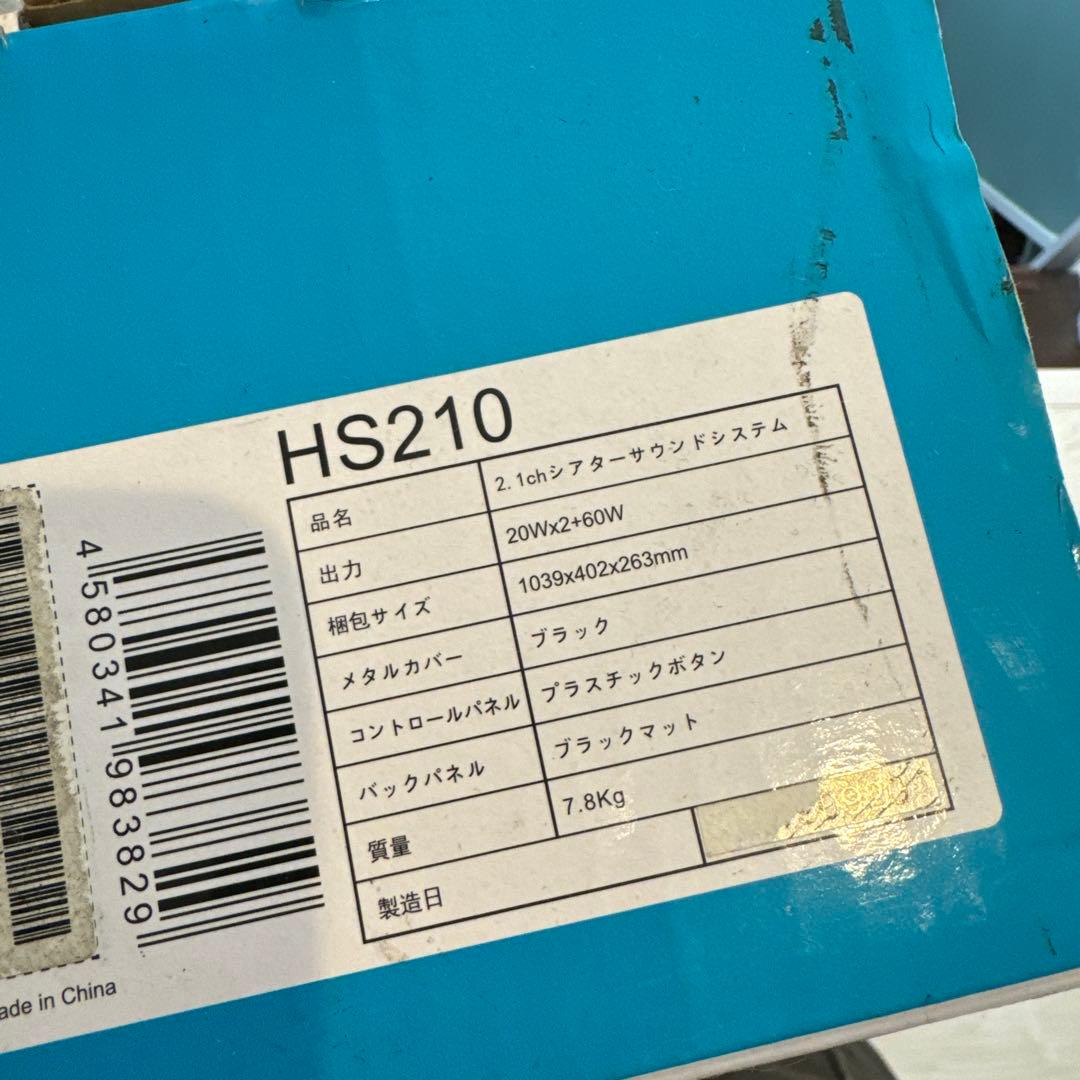 HS210
品名 2.1chシアターサウンドシステム
出力 20Wx2+60W
梱包サイズ 1039x402x263mm
メタルカバー ブラック
コントロールパネル プラスチックボタン
バックパネル ブラックマット
質量 7.8Kg
製造日
4 580341 983829
ade in China